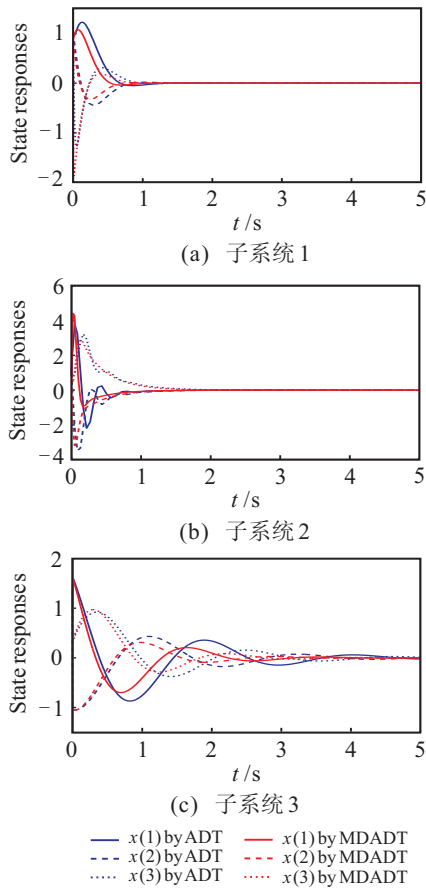 1
0
−1
−2
State responses
0 1 2 3 4 5
t/s
(a) 子系统1
6
4
2
0
−2
−4
State responses
0 1 2 3 4 5
t/s
(b) 子系统2
2
1
0
−1
State responses
0 1 2 3 4 5
t/s
(c) 子系统3
x(1) by ADT x(1) by MDADT
x(2) by ADT x(2) by MDADT
x(3) by ADT x(3) by MDADT